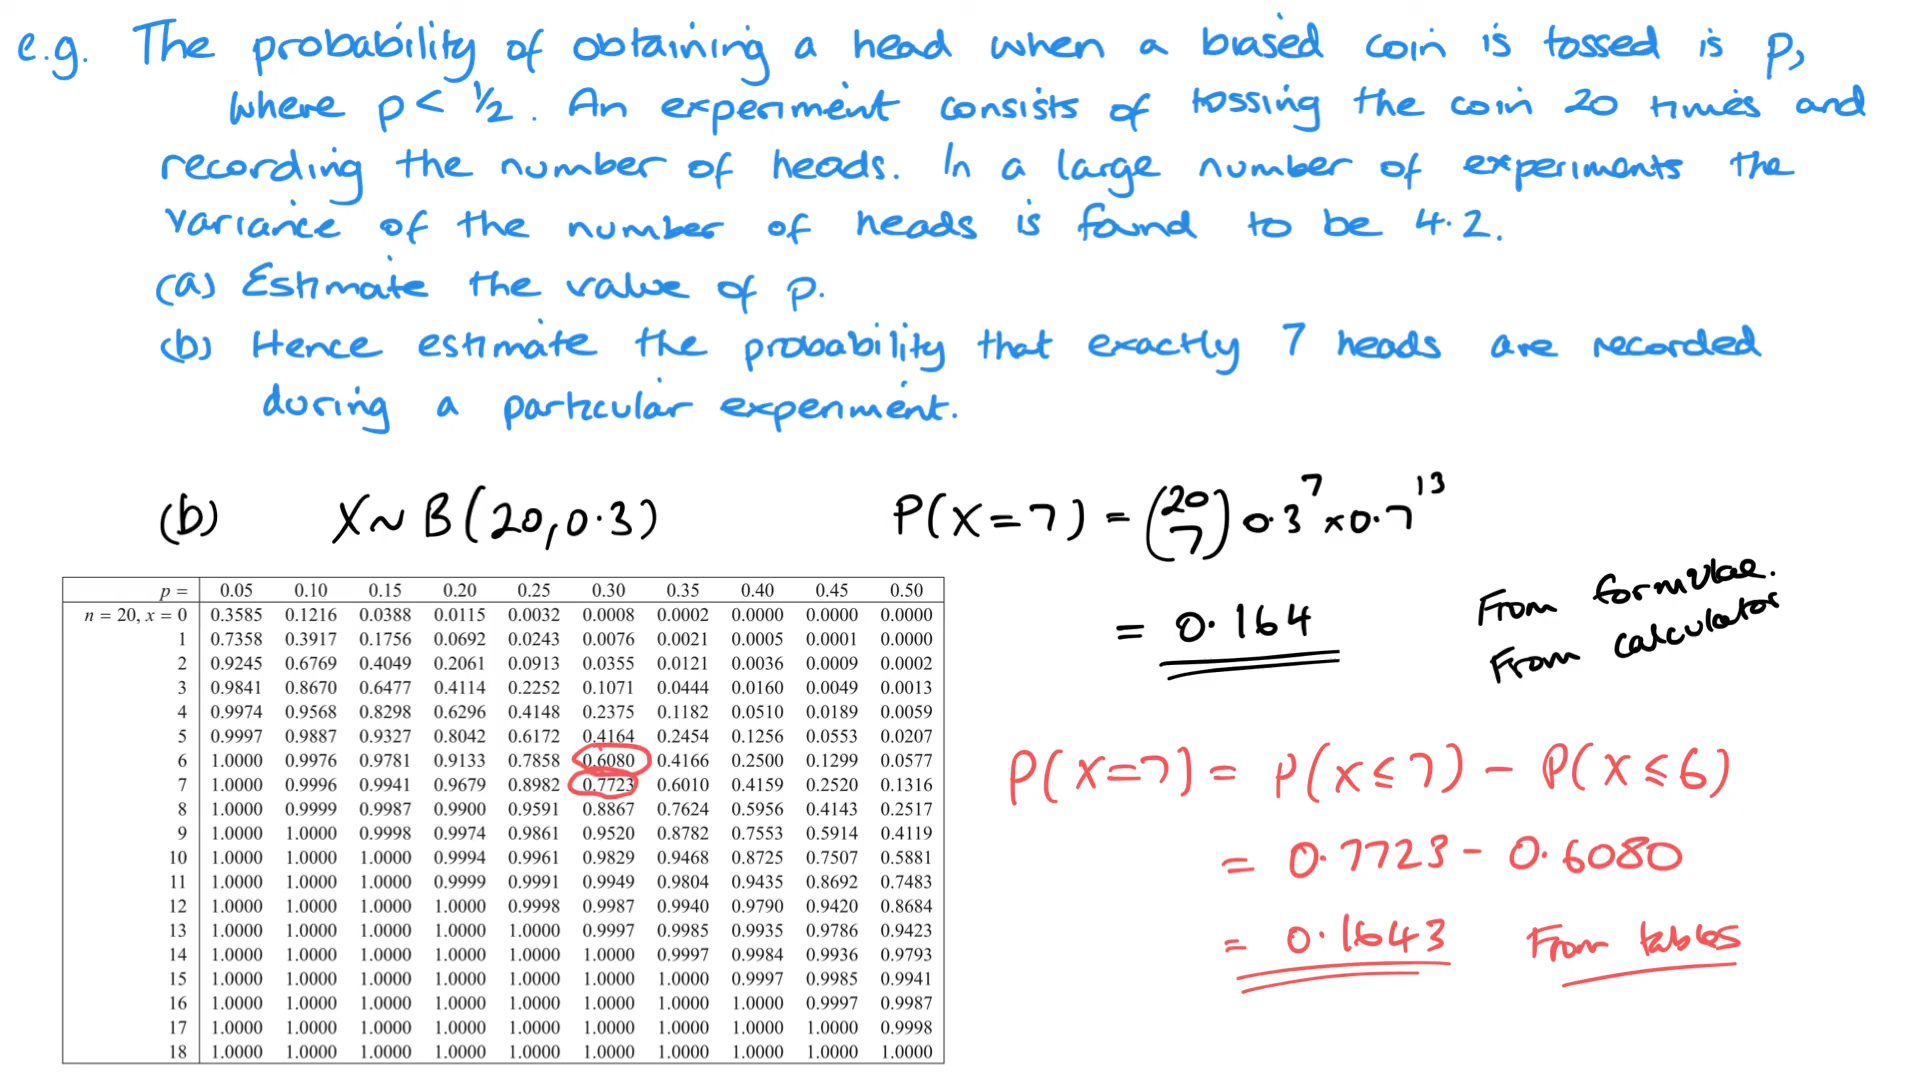 e.g. The probability of obtaining a head when a biased coin is tossed is p,
where p < 1/2. An experiment consists of tossing the coin 20 times and
recording the number of heads. In a large number of experiments the
variance of the number of heads is found to be 4.2.
(a) Estimate the value of p.
(b) Hence estimate the probability that exactly 7 heads are recorded
during a particular experiment.
(b) X~B(20,0.3)
p = 0.05 0.10 0.15 0.20 0.25 0.30 0.35 0.40 0.45 0.50
n = 20, x = 0 0.3585 0.1216 0.0388 0.0115 0.0032 0.0008 0.0002 0.0000 0.0000 0.0000
1 0.7358 0.3917 0.1756 0.0692 0.0243 0.0076 0.0021 0.0005 0.0001 0.0000
2 0.9245 0.6769 0.4049 0.2061 0.0913 0.0355 0.0121 0.0036 0.0009 0.0002
3 0.9841 0.8670 0.6477 0.4114 0.2252 0.1071 0.0444 0.0160 0.0049 0.0013
4 0.9974 0.9568 0.8298 0.6296 0.4148 0.2375 0.1182 0.0510 0.0189 0.0059
5 0.9997 0.9887 0.9327 0.8042 0.6172 0.4164 0.2454 0.1256 0.0553 0.0207
6 1.0000 0.9976 0.9781 0.9133 0.7858 0.6080 0.4166 0.2500 0.1299 0.0577
7 1.0000 0.9996 0.9941 0.9679 0.8982 0.7723 0.6010 0.4159 0.2520 0.1316
8 1.0000 0.9999 0.9987 0.9900 0.9591 0.8867 0.7624 0.5956 0.4143 0.2517
9 1.0000 1.0000 0.9998 0.9974 0.9861 0.9520 0.8782 0.7553 0.5914 0.4119
10 1.0000 1.0000 1.0000 0.9994 0.9961 0.9829 0.9468 0.8725 0.7507 0.5881
11 1.0000 1.0000 1.0000 0.9999 0.9991 0.9949 0.9804 0.9435 0.8692 0.7483
12 1.0000 1.0000 1.0000 1.0000 0.9998 0.9987 0.9940 0.9790 0.9420 0.8684
13 1.0000 1.0000 1.0000 1.0000 1.0000 0.9997 0.9985 0.9935 0.9786 0.9423
14 1.0000 1.0000 1.0000 1.0000 1.0000 1.0000 0.9997 0.9984 0.9936 0.9793
15 1.0000 1.0000 1.0000 1.0000 1.0000 1.0000 1.0000 0.9997 0.9985 0.9941
16 1.0000 1.0000 1.0000 1.0000 1.0000 1.0000 1.0000 1.0000 0.9997 0.9987
17 1.0000 1.0000 1.0000 1.0000 1.0000 1.0000 1.0000 1.0000 1.0000 0.9998
18 1.0000 1.0000 1.0000 1.0000 1.0000 1.0000 1.0000 1.0000 1.0000 1.0000
P(X=7) = (20 7) 0.3⁷ ×0.7¹³
= 0.164
From formulae.
From calculator
P(X=7) = P(X≤7) - P(X≤6)
= 0.7723 - 0.6080
= 0.1643 From tables